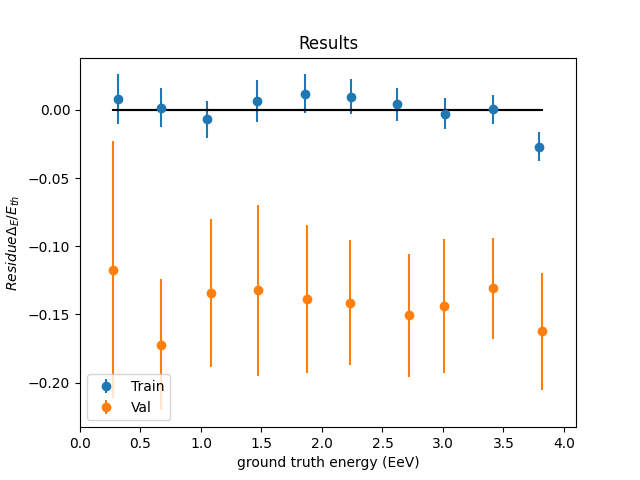 Results
Residue Δ_E/E_th
0.00
−0.05
−0.10
−0.15
−0.20
Train
Val
0.0 0.5 1.0 1.5 2.0 2.5 3.0 3.5 4.0
ground truth energy (EeV)